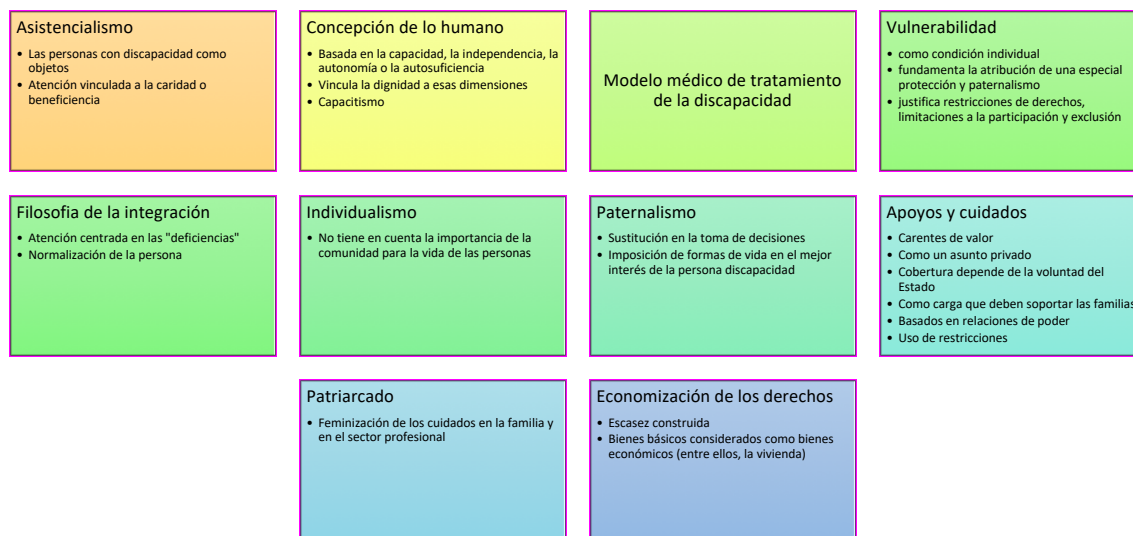 Asistencialismo
• Las personas con discapacidad como
objetos
• Atención vinculada a la caridad o
beneficiencia
Concepción de lo humano
• Basada en la capacidad, la independencia, la
autonomía o la autosuficiencia
• Vincula la dignidad a esas dimensiones
• Capacitismo
Modelo médico de tratamiento
de la discapacidad
Vulnerabilidad
• como condición individual
• fundamenta la atribución de una especial
protección y paternalismo
• justifica restricciones de derechos,
limitaciones a la participación y exclusión
Filosofia de la integración
• Atención centrada en las "deficiencias"
• Normalización de la persona
Individualismo
• No tiene en cuenta la importancia de la
comunidad para la vida de las personas
Paternalismo
• Sustitución en la toma de decisiones
• Imposición de formas de vida en el mejor
interés de la persona discapacidad
Apoyos y cuidados
• Carentes de valor
• Como un asunto privado
• Cobertura depende de la voluntad del
Estado
• Como carga que deben soportar las familias
• Basados en relaciones de poder
• Uso de restricciones
Patriarcado
• Feminización de los cuidados en la familia y
en el sector profesional
Economización de los derechos
• Escasez construida
• Bienes básicos considerados como bienes
económicos (entre ellos, la vivienda)